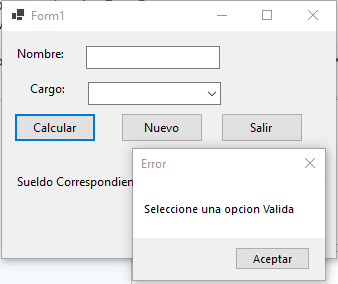 Form1
Nombre:
Cargo:
Calcular
Nuevo
Salir
Sueldo Correspondien
Error
Seleccione una opcion Valida
Aceptar